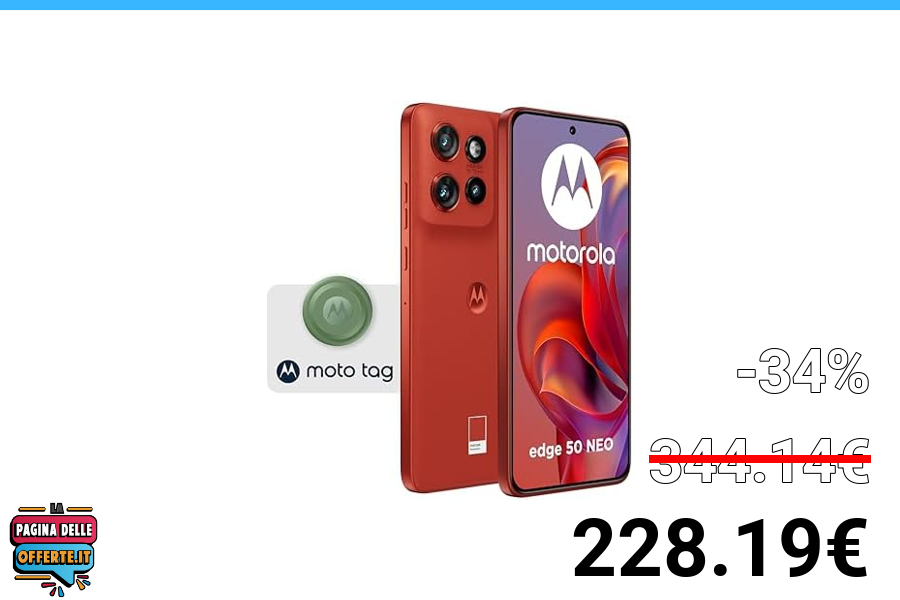 motorola
moto tag
edge 50 NEO
-34%
344.14€
228.19€
LA
PAGINA DELLE
OFFERTE.IT